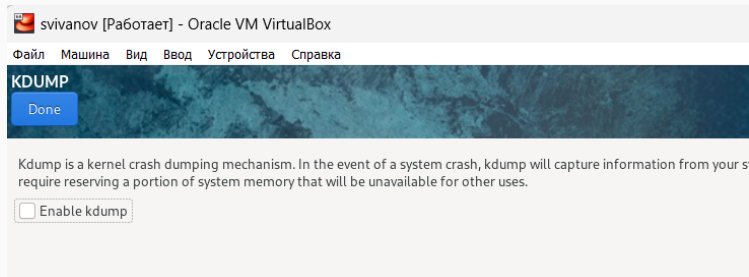 svivanov [Работает] - Oracle VM VirtualBox
Файл Машина Вид Ввод Устройства Справка
KDUMP
Done
Kdump is a kernel crash dumping mechanism. In the event of a system crash, kdump will capture information from your
require reserving a portion of system memory that will be unavailable for other uses.
Enable kdump